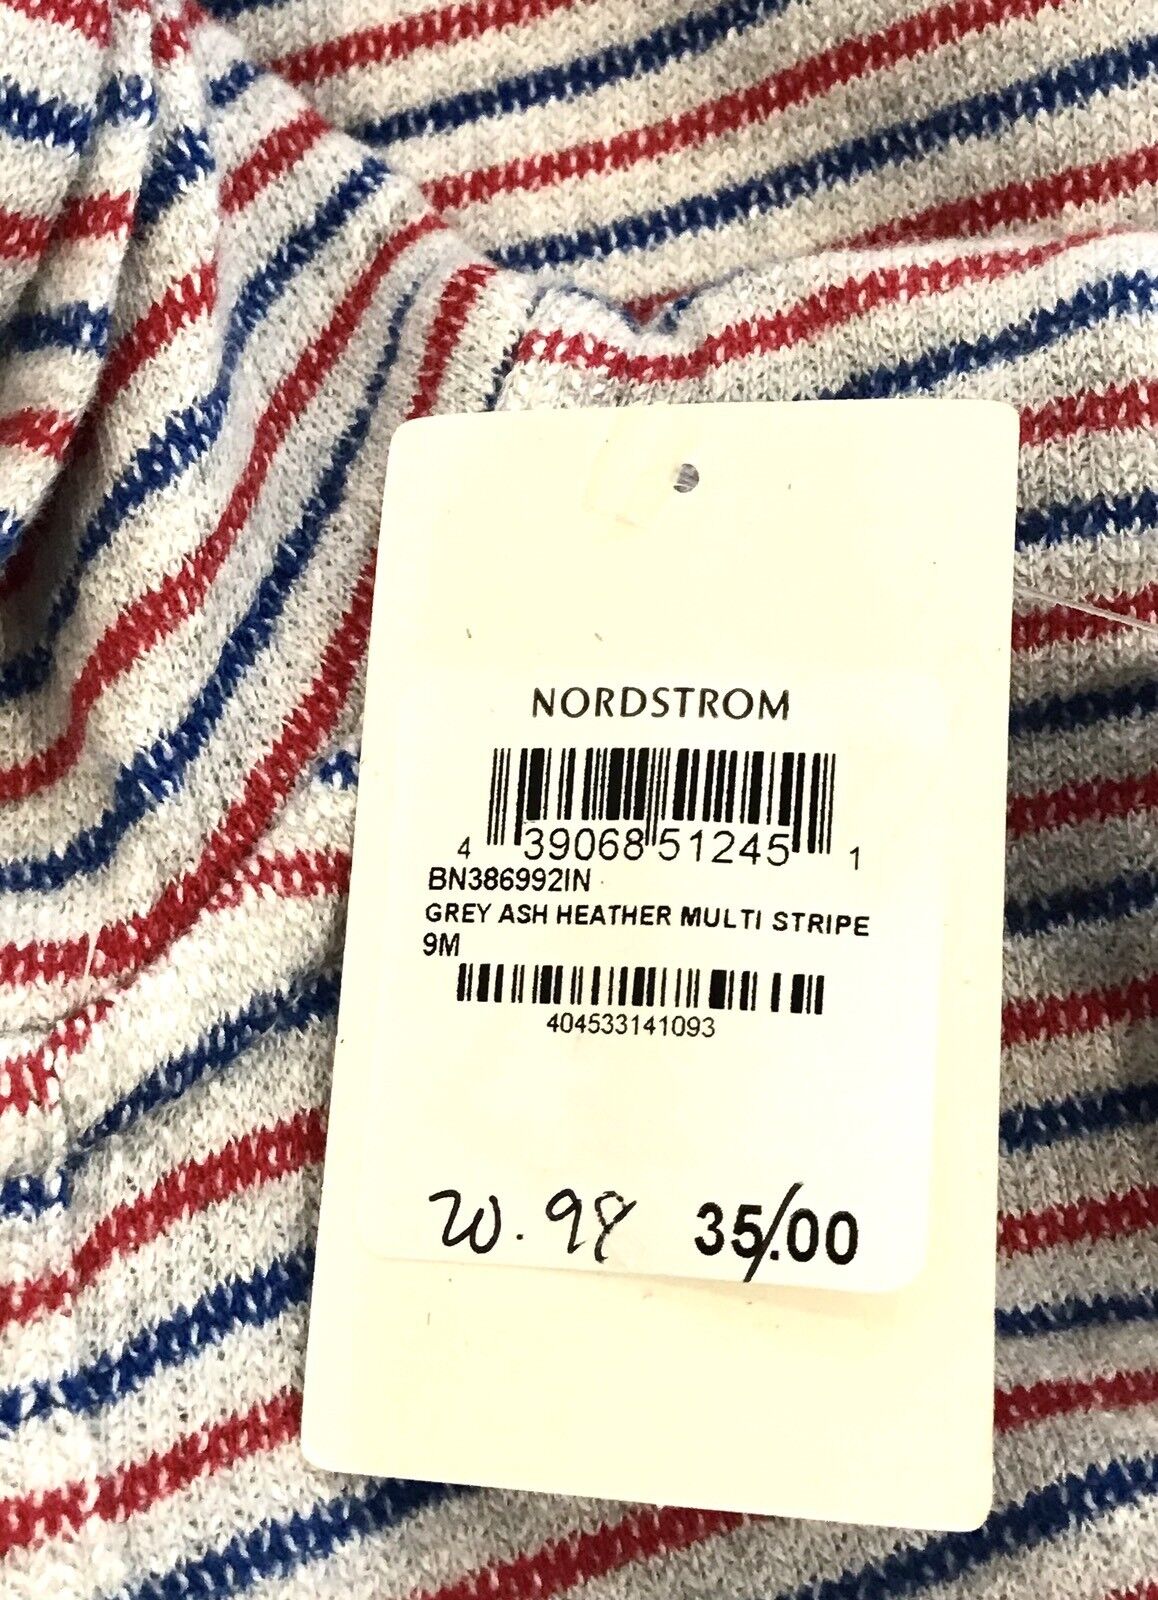 NORDSTROM
4 39068 51245 1
BN386992IN
GREY ASH HEATHER MULTI STRIPE
9M
404533141093
20.98 35.00